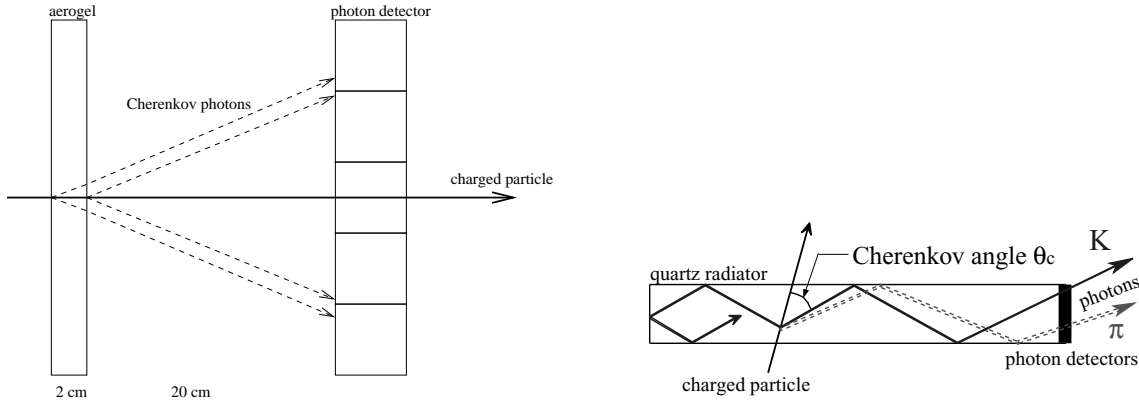 aerogel
photon detector
Cherenkov photons
charged particle
2 cm
20 cm
K
Cherenkov angle θc
quartz radiator
photons
π
photon detectors
charged particle